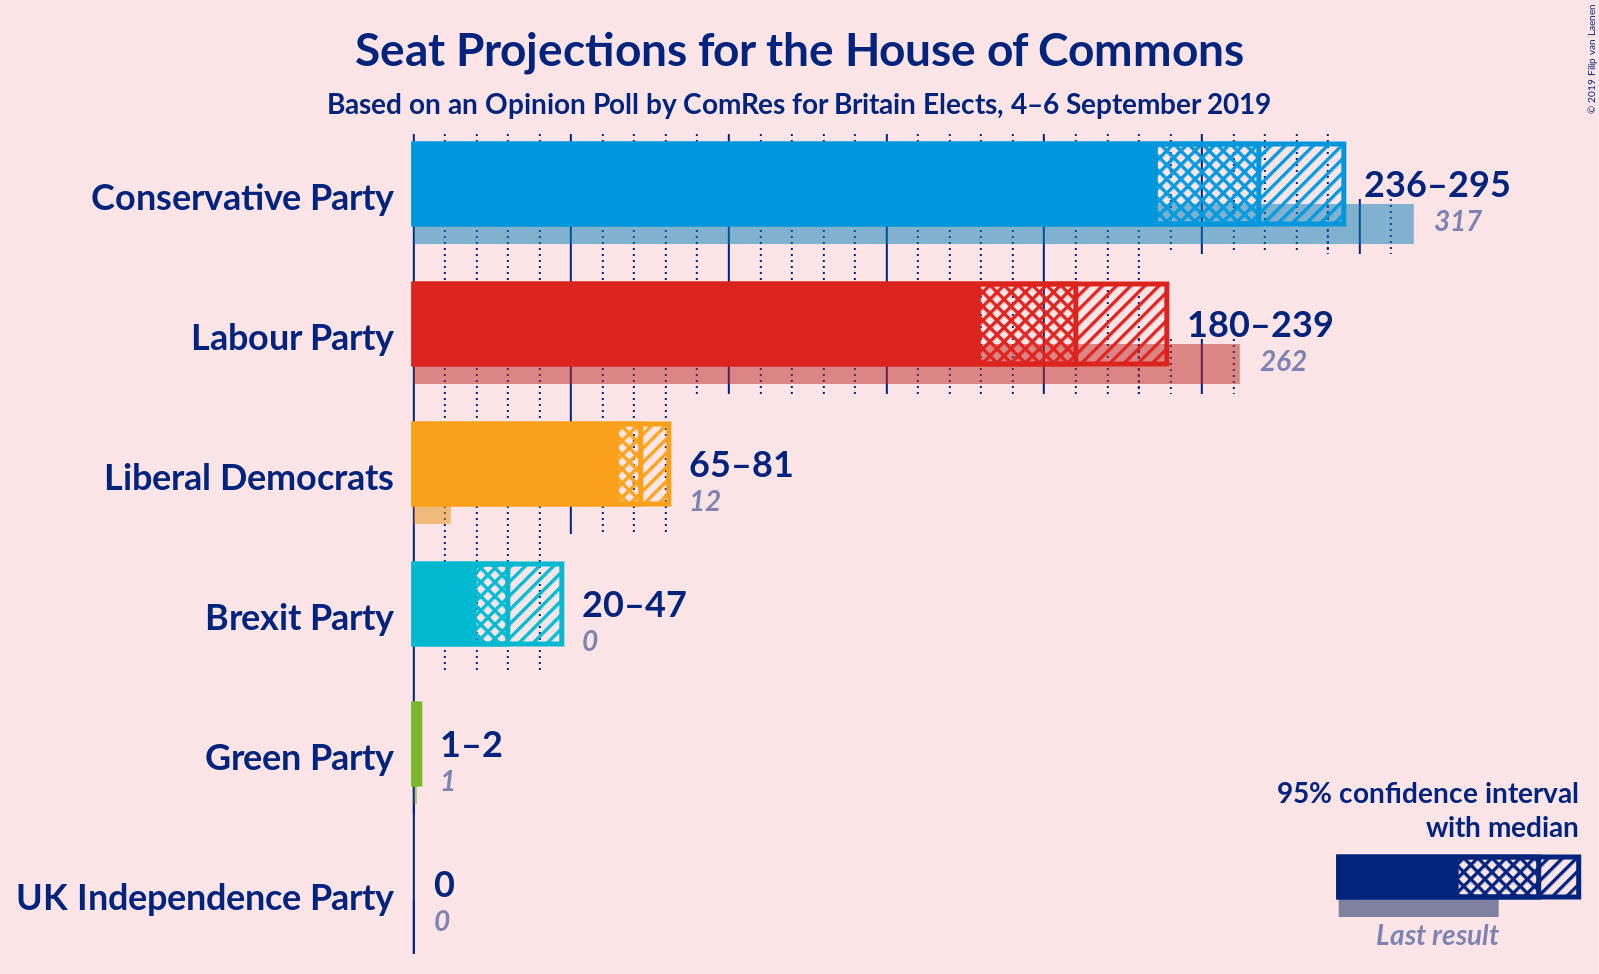 Seat Projections for the House of Commons
Based on an Opinion Poll by ComRes for Britain Elects, 4–6 September 2019
© 2019 Filip van Laenen
Conservative Party
236–295
317
Labour Party
180–239
262
Liberal Democrats
65–81
12
Brexit Party
20–47
0
Green Party
1–2
1
UK Independence Party
0
0
95% confidence interval
with median
Last result